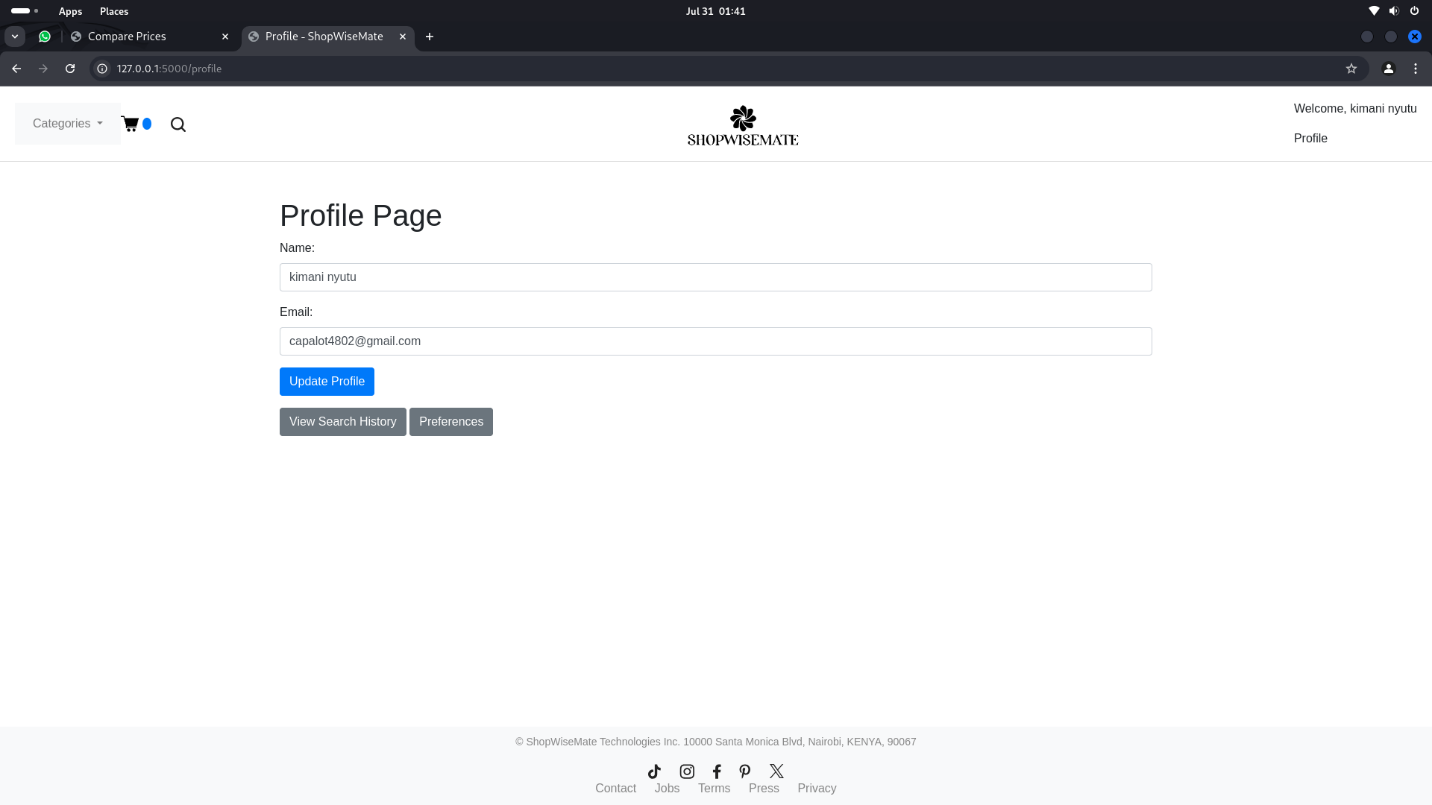 Apps Places Jul 31 01:41
Compare Prices Profile - ShopWiseMate
127.0.0.1:5000/profile
Categories 0 SHOPWISEMATE Welcome, kimani nyutu
Profile
Profile Page
Name:
kimani nyutu
Email:
capalot4802@gmail.com
Update Profile
View Search History Preferences
© ShopWiseMate Technologies Inc. 10000 Santa Monica Blvd, Nairobi, KENYA, 90067
Contact Jobs Terms Press Privacy